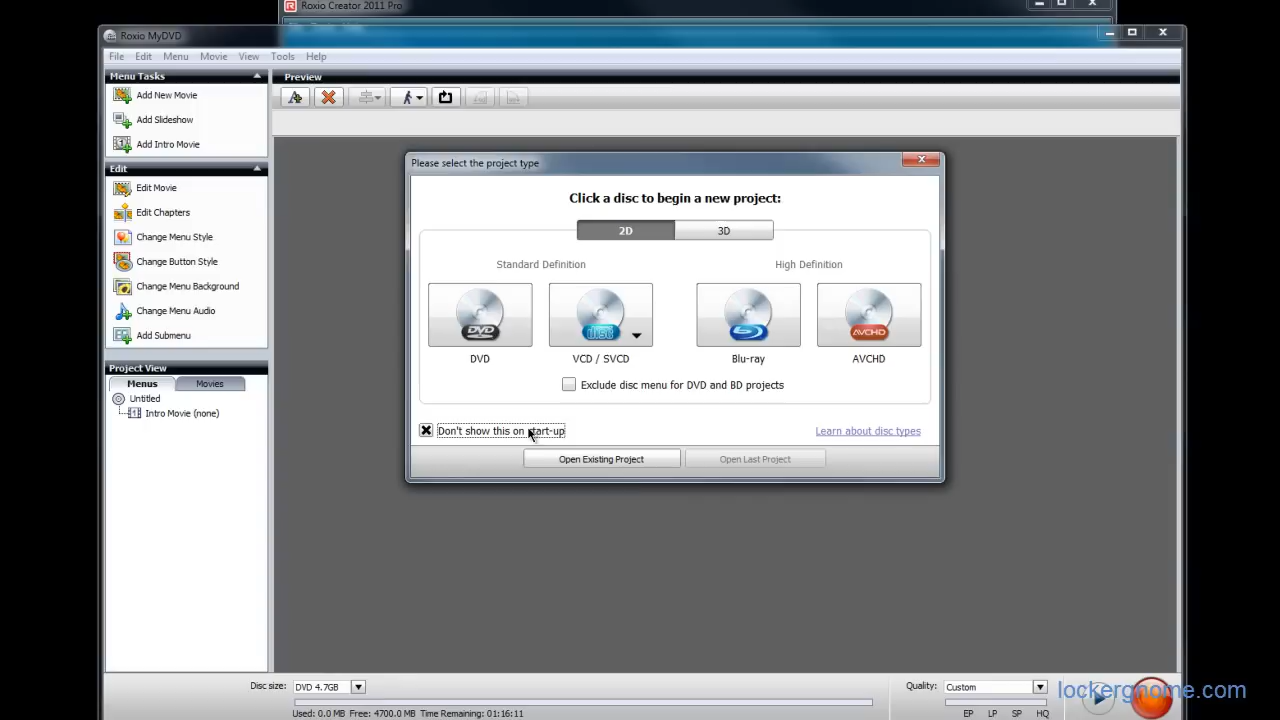 Roxio Creator 2011 Pro
Roxio MyDVD
File Edit Menu Movie View Tools Help
Menu Tasks
Add New Movie
Add Slideshow
Add Intro Movie
Edit
Edit Movie
Edit Chapters
Change Menu Style
Change Button Style
Change Menu Background
Change Menu Audio
Add Submenu
Project View
Menus Movies
Untitled
Intro Movie (none)
Preview
Please select the project type
Click a disc to begin a new project:
2D 3D
Standard Definition High Definition
DVD DISC AVCHD
DVD VCD / SVCD Blu-ray AVCHD
Exclude disc menu for DVD and BD projects
Don't show this on start-up Learn about disc types
Open Existing Project Open Last Project
Disc size: DVD 4.7GB Quality: Custom
lockergnome.com
Used: 0.0 MB Free: 4700.0 MB Time Remaining: 01:16:11 EP LP SP HQ